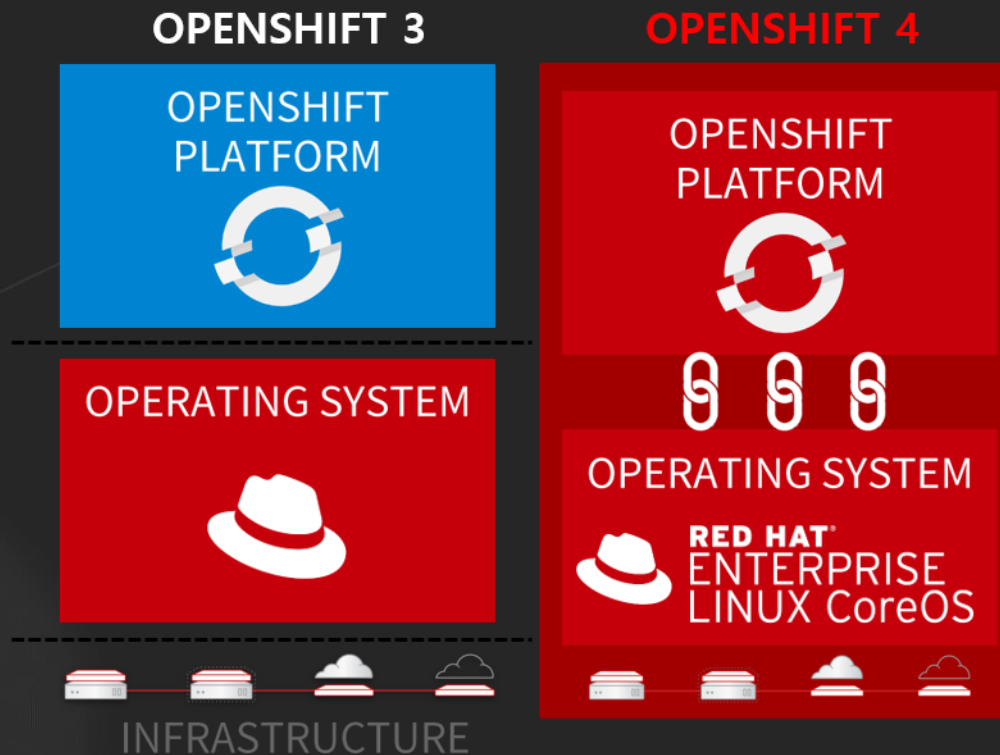 OPENSHIFT 3
OPENSHIFT
PLATFORM
OPERATING SYSTEM
INFRASTRUCTURE
OPENSHIFT 4
OPENSHIFT
PLATFORM
OPERATING SYSTEM
RED HAT®
ENTERPRISE
LINUX CoreOS